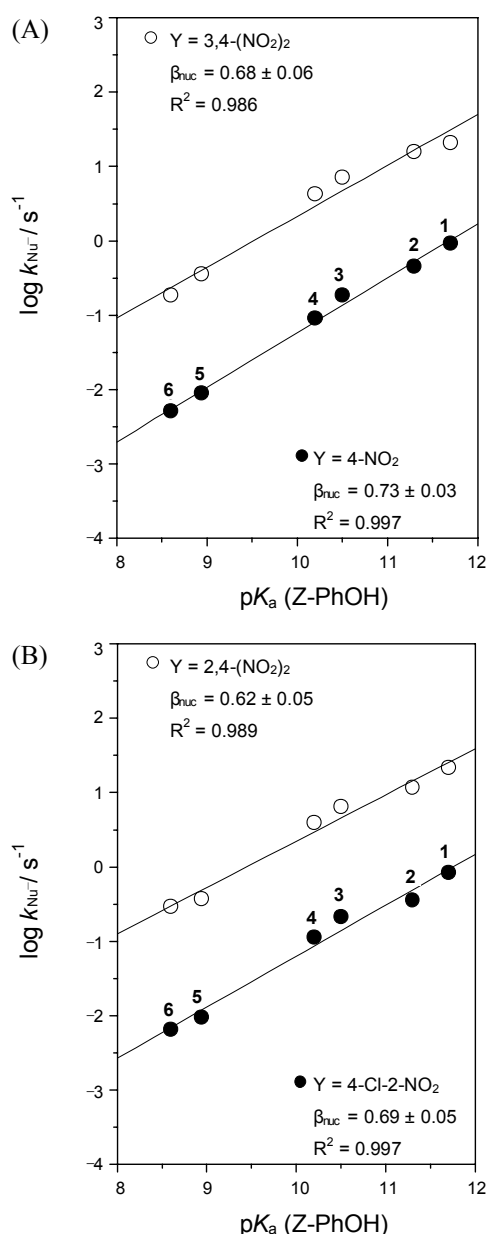 (A)
Y = 3,4-(NO₂)₂
βnuc = 0.68 ± 0.06
R² = 0.986
3
2
1
0
−1
−2
−3
−4
log kNu⁻ / s⁻¹
1
2
3
4
5
6
Y = 4-NO₂
βnuc = 0.73 ± 0.03
R² = 0.997
8 9 10 11 12
pKa (Z-PhOH)
(B)
Y = 2,4-(NO₂)₂
βnuc = 0.62 ± 0.05
R² = 0.989
3
2
1
0
−1
−2
−3
−4
log kNu⁻ / s⁻¹
1
2
3
4
5
6
Y = 4-Cl-2-NO₂
βnuc = 0.69 ± 0.05
R² = 0.997
8 9 10 11 12
pKa (Z-PhOH)